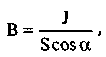 B = J / (S cos α),